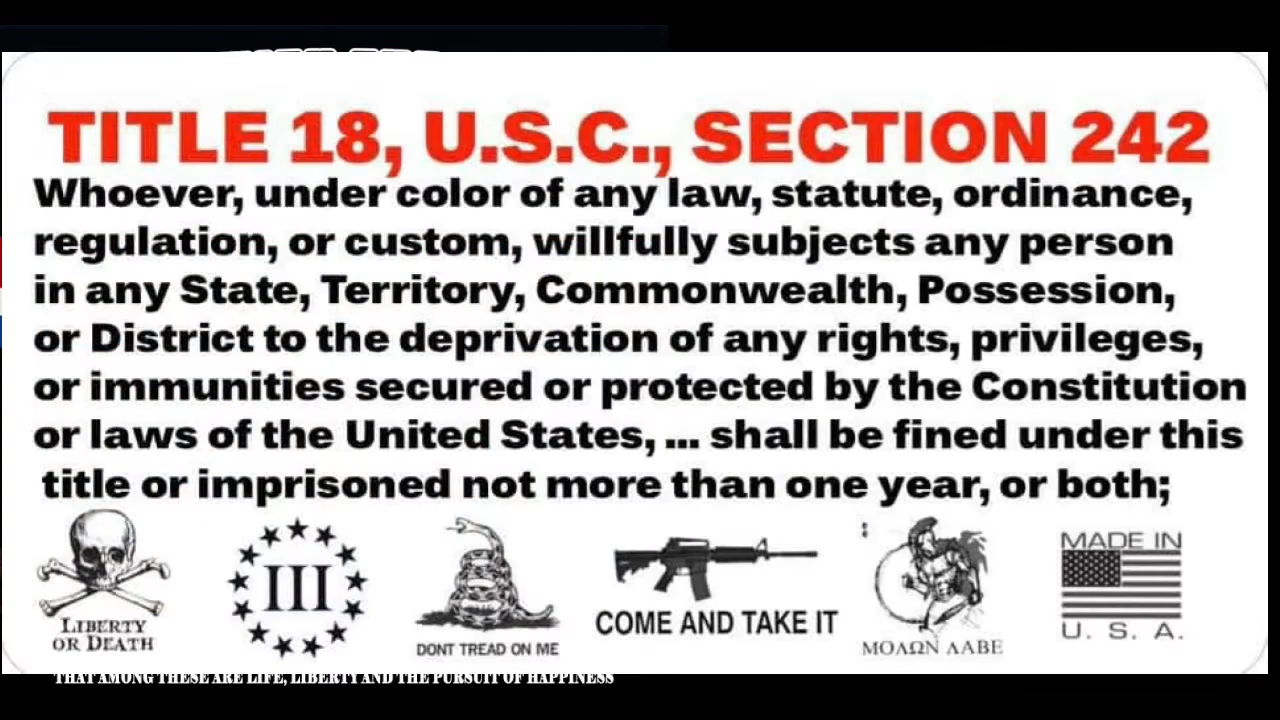 TITLE 18, U.S.C., SECTION 242
Whoever, under color of any law, statute, ordinance,
regulation, or custom, willfully subjects any person
in any State, Territory, Commonwealth, Possession,
or District to the deprivation of any rights, privileges,
or immunities secured or protected by the Constitution
or laws of the United States, ... shall be fined under this
title or imprisoned not more than one year, or both;
LIBERTY
OR DEATH
III
DONT TREAD ON ME
COME AND TAKE IT
ΜΟΛΩΝ ΛΑΒΕ
MADE IN
U. S. A.
THAT AMONG THESE ARE LIFE, LIBERTY AND THE PURSUIT OF HAPPINESS